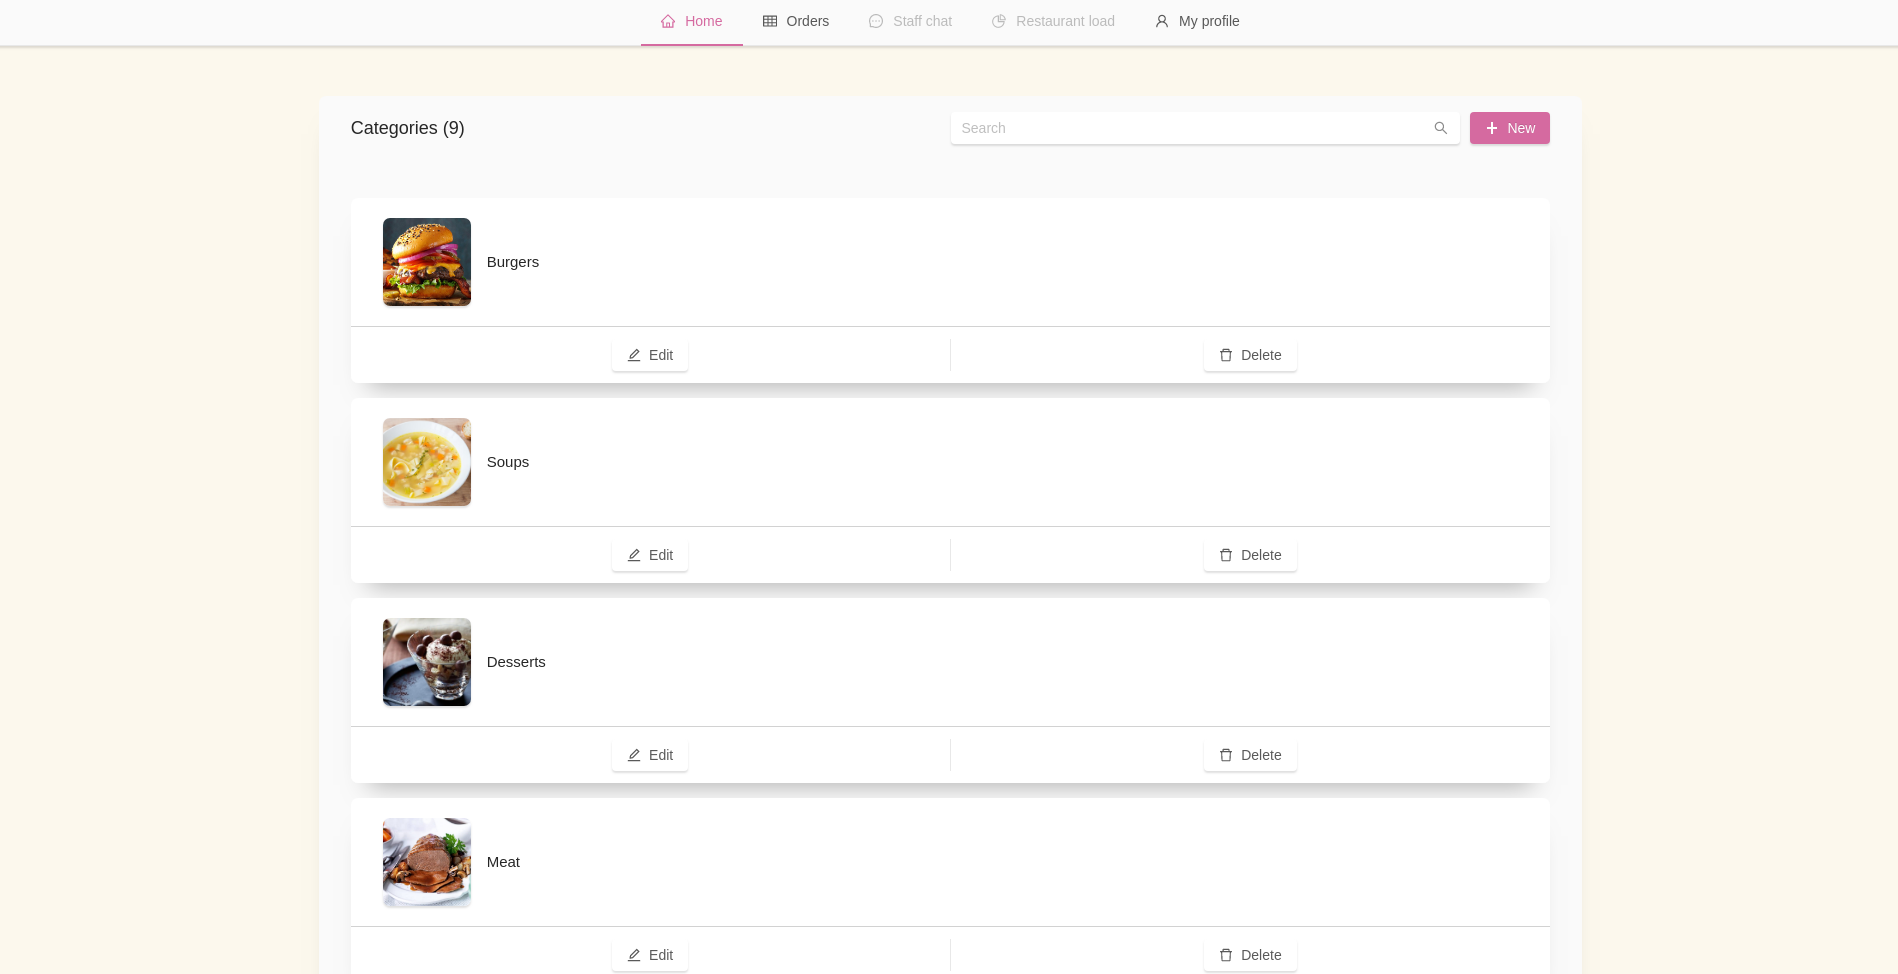 Home Orders Staff chat Restaurant load My profile
Categories (9) Search New
Burgers
Edit Delete
Soups
Edit Delete
Desserts
Edit Delete
Meat
Edit Delete